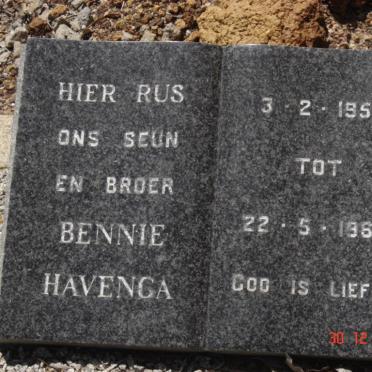 HIER RUS
ONS SEUN
EN BROER
BENNIE
HAVENGA
3·2·195
TOT
22·5·198
GOD IS LIEF
30 12